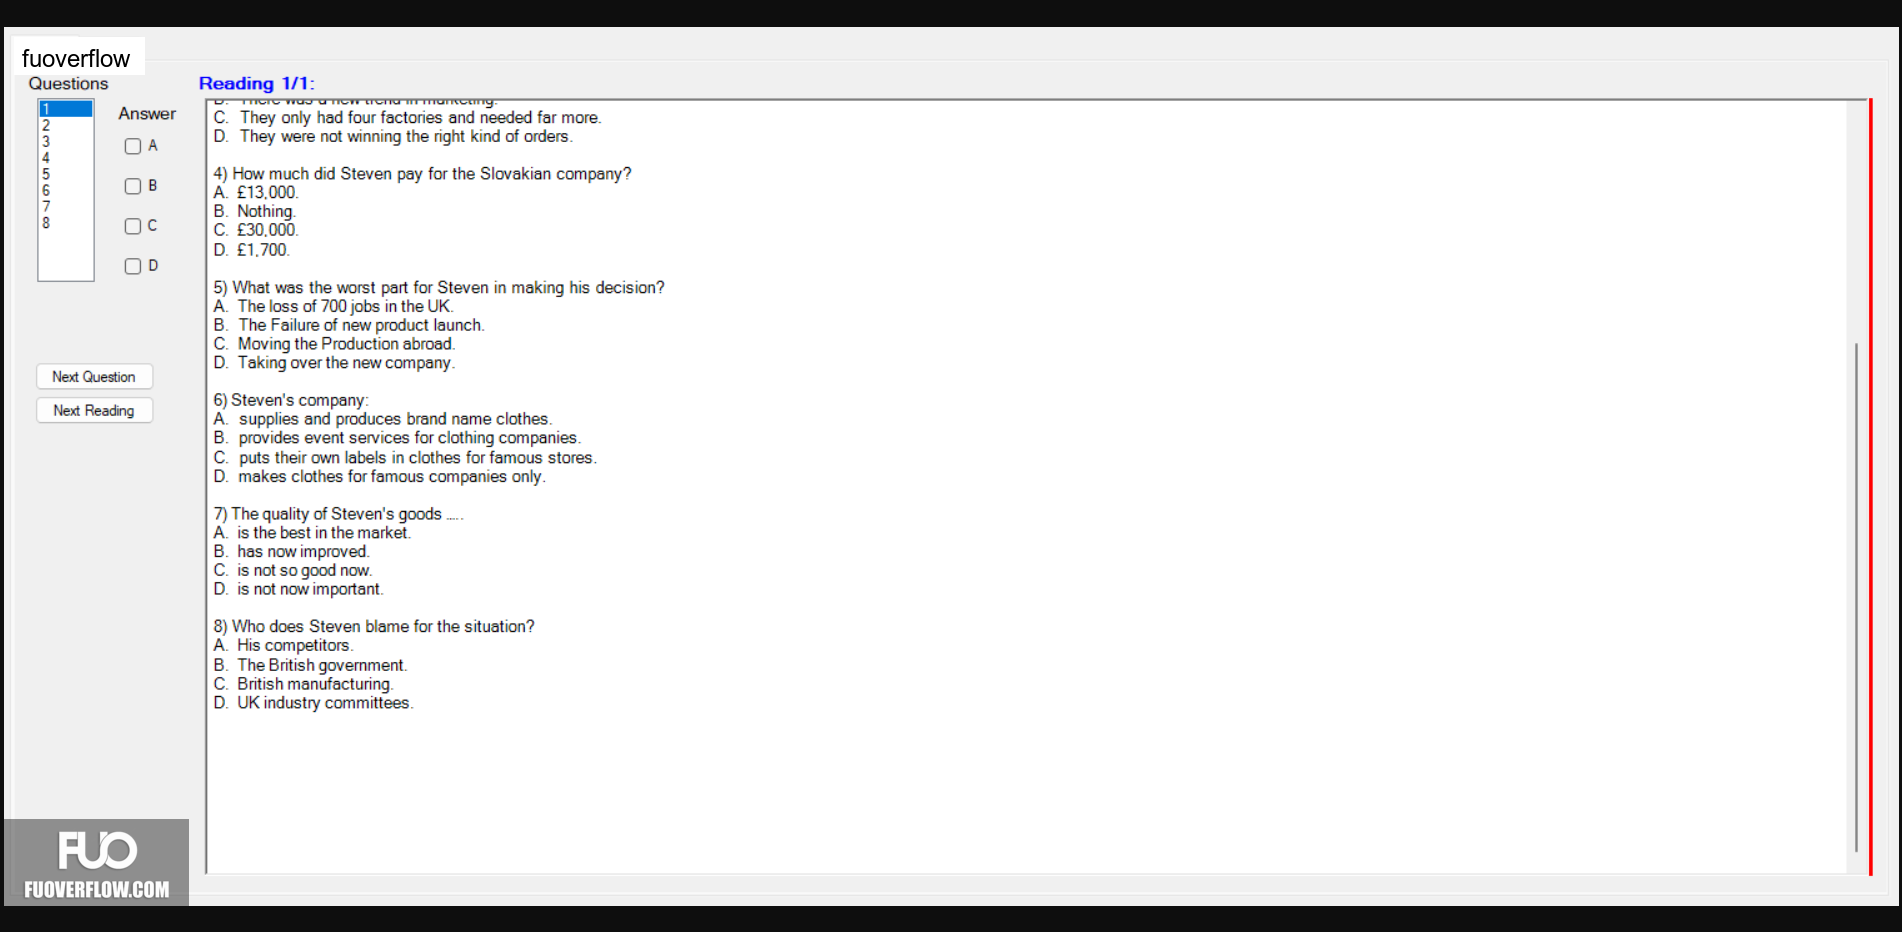 fuoverflow
Questions
Reading 1/1:
1
2
3
4
5
6
7
8
Answer
A
B
C
D
Next Question
Next Reading
B. There was a new trend in marketing.
C. They only had four factories and needed far more.
D. They were not winning the right kind of orders.
4) How much did Steven pay for the Slovakian company?
A. £13,000.
B. Nothing.
C. £30,000.
D. £1,700.
5) What was the worst part for Steven in making his decision?
A. The loss of 700 jobs in the UK.
B. The Failure of new product launch.
C. Moving the Production abroad.
D. Taking over the new company.
6) Steven's company:
A. supplies and produces brand name clothes.
B. provides event services for clothing companies.
C. puts their own labels in clothes for famous stores.
D. makes clothes for famous companies only.
7) The quality of Steven's goods .....
A. is the best in the market.
B. has now improved.
C. is not so good now.
D. is not now important.
8) Who does Steven blame for the situation?
A. His competitors.
B. The British government.
C. British manufacturing.
D. UK industry committees.
FUO
FUOVERFLOW.COM